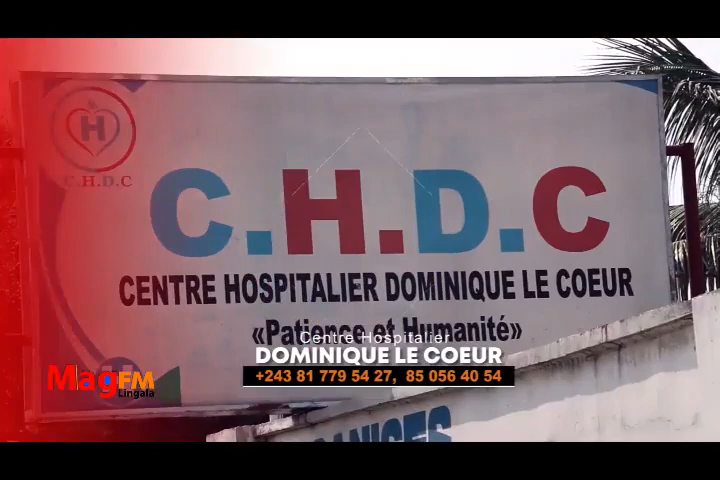 H
C.H.D.C
C.H.D.C
CENTRE HOSPITALIER DOMINIQUE LE COEUR
«Patience et Humanité»
Centre Hospitalier
DOMINIQUE LE COEUR
+243 81 779 54 27, 85 056 40 54
MagFM
Lingala